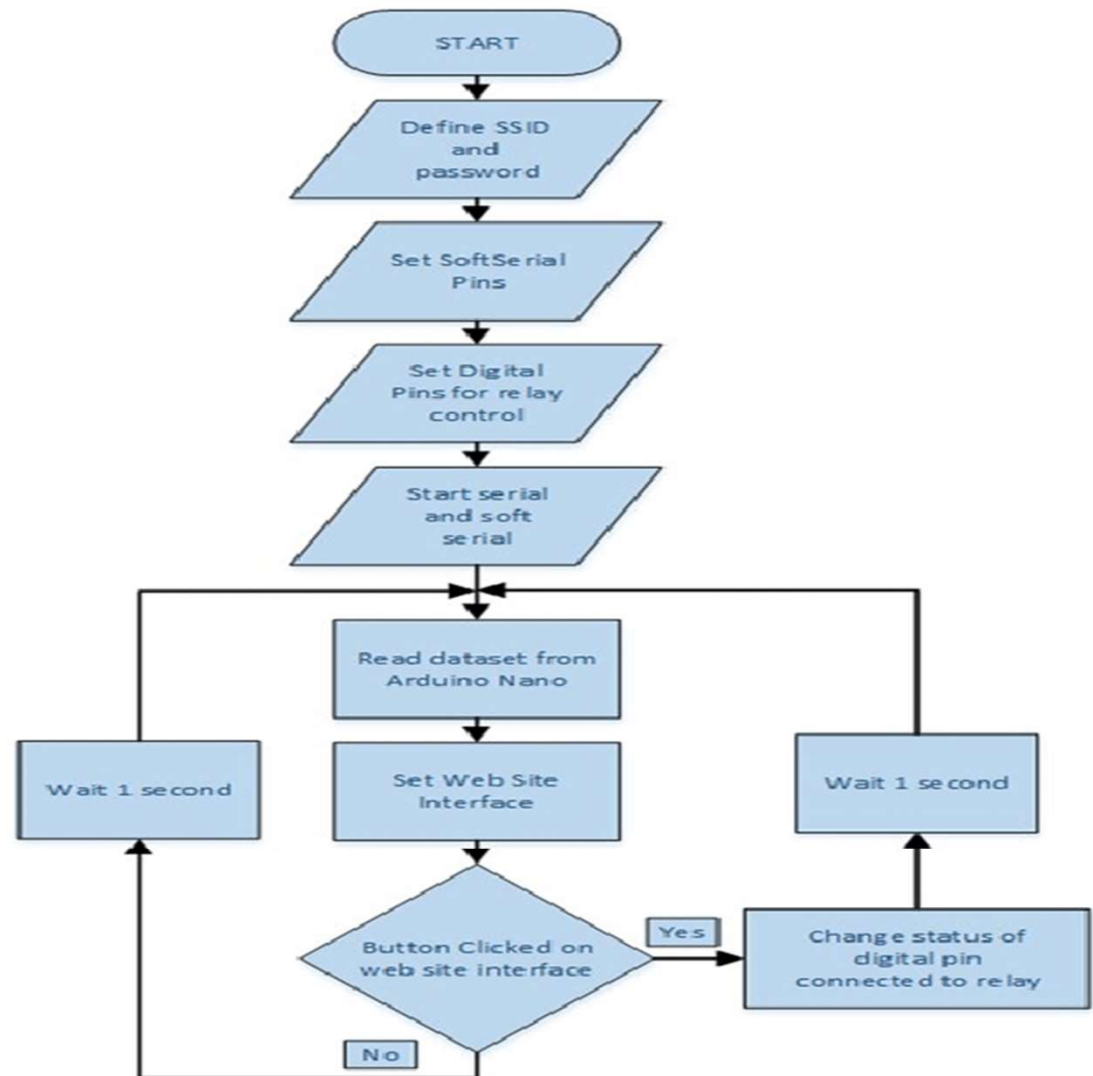 START
Define SSID
and
password
Set SoftSerial
Pins
Set Digital
Pins for relay
control
Start serial
and soft
serial
Read dataset from
Arduino Nano
Wait 1 second
Set Web Site
Interface
Wait 1 second
Button Clicked on
web site interface
Yes
Change status of
digital pin
connected to relay
No